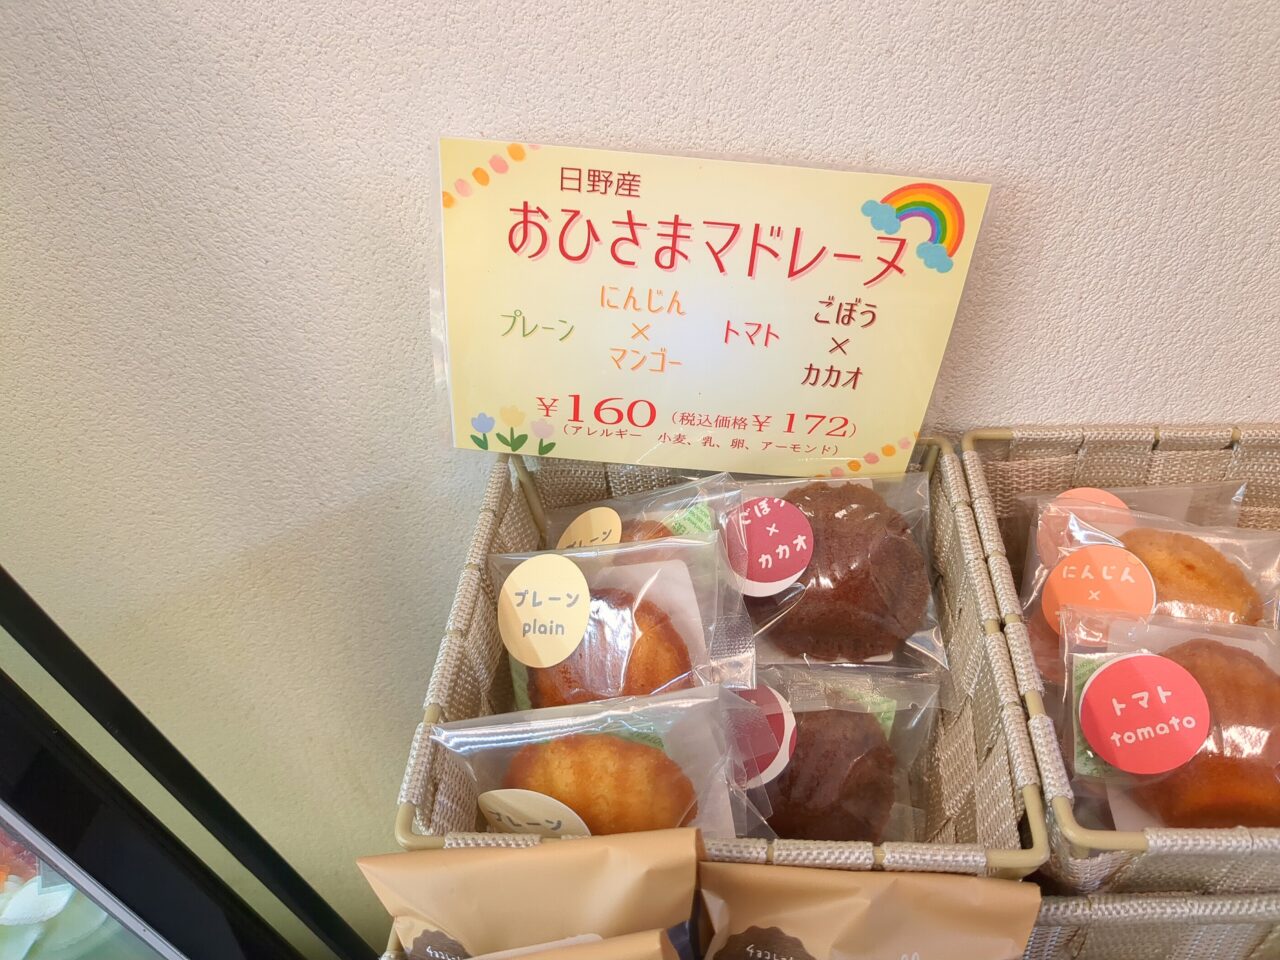 日野産
おひさまマドレーヌ
プレーン
にんじん
×
マンゴー
トマト
ごぼう
×
カカオ
¥160（税込価格¥172）
（アレルギー　小麦、乳、卵、アーモンド）
プレーン
プレーン
plain
プレーン
ごぼう
×
カカオ
にんじん
×
トマト
tomato